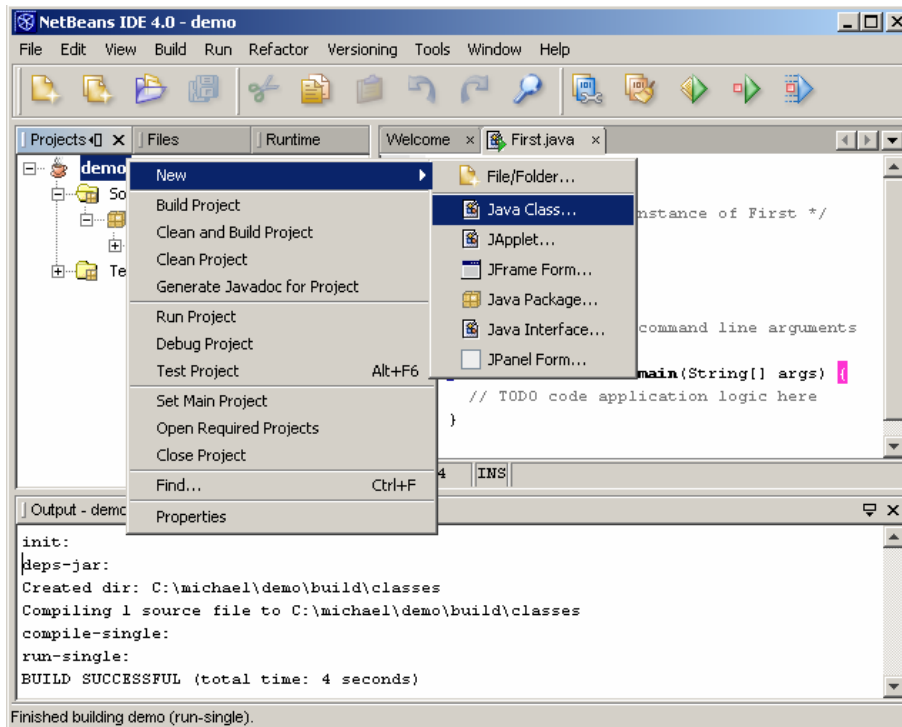 NetBeans IDE 4.0 - demo
File Edit View Build Run Refactor Versioning Tools Window Help
Projects Files Runtime Welcome First.java
demo
New
Build Project
Clean and Build Project
Clean Project
Generate Javadoc for Project
Run Project
Debug Project
Test Project Alt+F6
Set Main Project
Open Required Projects
Close Project
Find... Ctrl+F
Properties
So
Te
File/Folder...
Java Class...
JApplet...
JFrame Form...
Java Package...
Java Interface...
JPanel Form...
nstance of First */
command line arguments
main(String[] args) {
// TODO code application logic here
}
4 INS
Output - demo
init:
deps-jar:
Created dir: C:\michael\demo\build\classes
Compiling 1 source file to C:\michael\demo\build\classes
compile-single:
run-single:
BUILD SUCCESSFUL (total time: 4 seconds)
Finished building demo (run-single).